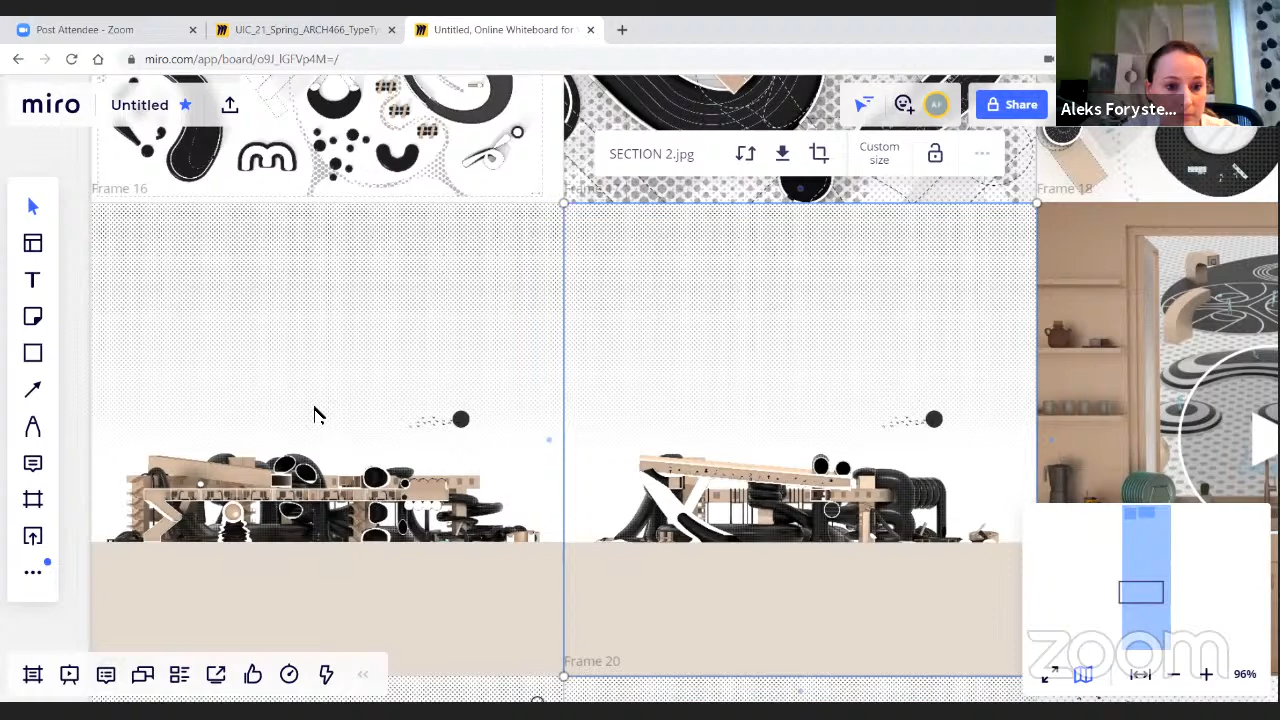 Post Attendee - Zoom
UIC_21_Spring_ARCH466_TypeTy
Untitled, Online Whiteboard for
miro.com/app/board/o9J_lGFVp4M=/
miro
Untitled
Share
Aleks Foryste...
SECTION 2.jpg
Custom
size
Frame 16
Frame 18
Frame 20
zoom
96%